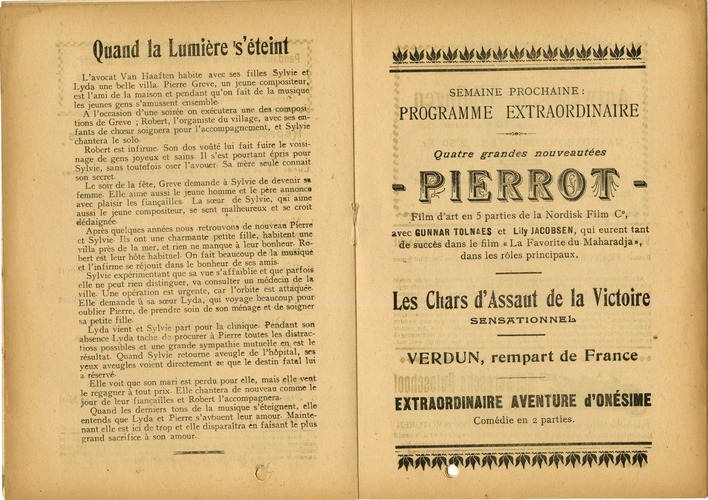 Quand la Lumière s'éteint
L'avocat Van Haaften habite avec ses filles Sylvie et
Lyda une belle villa. Pierre Greve, un jeune compositeur,
est l'ami de la maison et pendant qu'on fait de la musique
les jeunes gens s'amussent ensemble.
A l'occasion d'une soirée on exécutera une des composi-
tions de Greve ; Robert, l'organiste du village, avec ses en-
fants de chœur soignera pour l'accompagnement, et Sylvie
chantera le solo.
Robert est infirme. Son dos voûté lui fait fuire le voisi-
nage de gens joyeux et sains. Il s'est pourtant épris pour
Sylvie, sans toutefois oser l'avouer. Sa mère seule connait
son secret.
Le soir de la fête, Greve demande à Sylvie de devenir sa
femme. Elle aime aussi le jeune homme et le père annonce
avec plaisir les fiançailles. La sœur de Sylvie, qui aime
aussi le jeune compositeur, se sent malheureux et se croit
dédaignée.
Après quelques années nous retrouvons de nouveau Pierre
et Sylvie. Ils ont une charmante petite fille, habitent une
villa près de la mer, et rien ne manque à leur bonheur. Ro-
bert est leur hôte habituel. On fait beaucoup de la musique
et l'infirme se réjouit dans le bonheur de ses amis.
Sylvie expérimentant que sa vue s'affaiblie et que parfois
elle ne peut rien distinguer, va consulter un médecin de la
ville. Une opération est urgente, car l'orbite est attaquée.
Elle demande à sa sœur Lyda, qui voyage beaucoup pour
oublier Pierre, de prendre soin de son ménage et de soigner
sa petite fille.
Lyda vient et Sylvie part pour la clinique. Pendant son
absence Lyda tache de procurer à Pierre toutes les distrac-
tions possibles et une grande sympathie mutuelle en est le
résultat. Quand Sylvie retourne aveugle de l'hôpital, ses
yeux aveugles voient directement ce que le destin fatal lui
a réservé.
Elle voit que son mari est perdu pour elle, mais elle veut
le regagner à tout prix. Elle chantera de nouveau comme le
jour de leur fiançailles et Robert l'accompagnera.
Quand les derniers tons de la musique s'éteignent, elle
entends que Lyda et Pierre s'avouent leur amour. Mainte-
nant elle est ici de trop et elle disparaîtra en faisant le plus
grand sacrifice à son amour.
SEMAINE PROCHAINE :
PROGRAMME EXTRAORDINAIRE
Quatre grandes nouveautées
- PIERROT -
Film d'art en 5 parties de la Nordisk Film Co,
avec GUNNAR TOLNAES et Lily JACOBSEN, qui eurent tant
de succès dans le film « La Favorite du Maharadja»,
dans les rôles principaux.
Les Chars d'Assaut de la Victoire
SENSATIONNEL
VERDUN, rempart de France
EXTRAORDINAIRE AVENTURE d'ONÉSIME
Comédie en 2 parties.